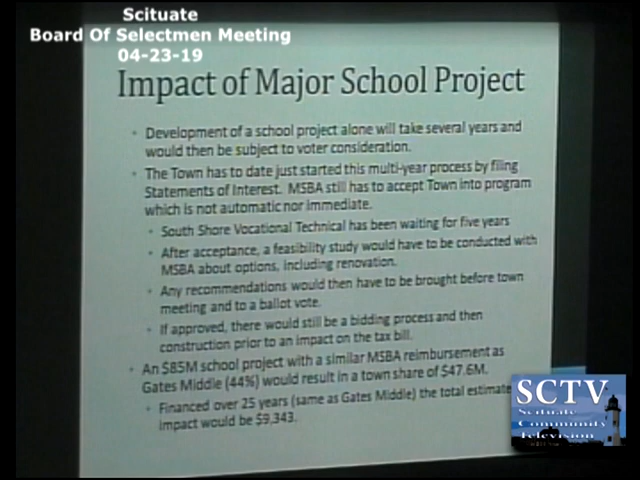 Scituate
Board Of Selectmen Meeting
04-23-19
Impact of Major School Project
• Development of a school project alone will take several years and
would then be subject to voter consideration.
• The Town has to date just started this multi-year process by filing
Statements of Interest. MSBA still has to accept Town into program
which is not automatic nor immediate.
• South Shore Vocational Technical has been waiting for five years
• After acceptance, a feasibility study would have to be conducted with
MSBA about options, including renovation.
• Any recommendations would then have to be brought before town
meeting and to a ballot vote.
• If approved, there would still be a bidding process and then
construction prior to an impact on the tax bill.
• An $85M school project with a similar MSBA reimbursement as
Gates Middle (44%) would result in a town share of $47.6M.
• Financed over 25 years (same as Gates Middle) the total estimate
impact would be $9,343.
SCTV
Scituate
Community
Television